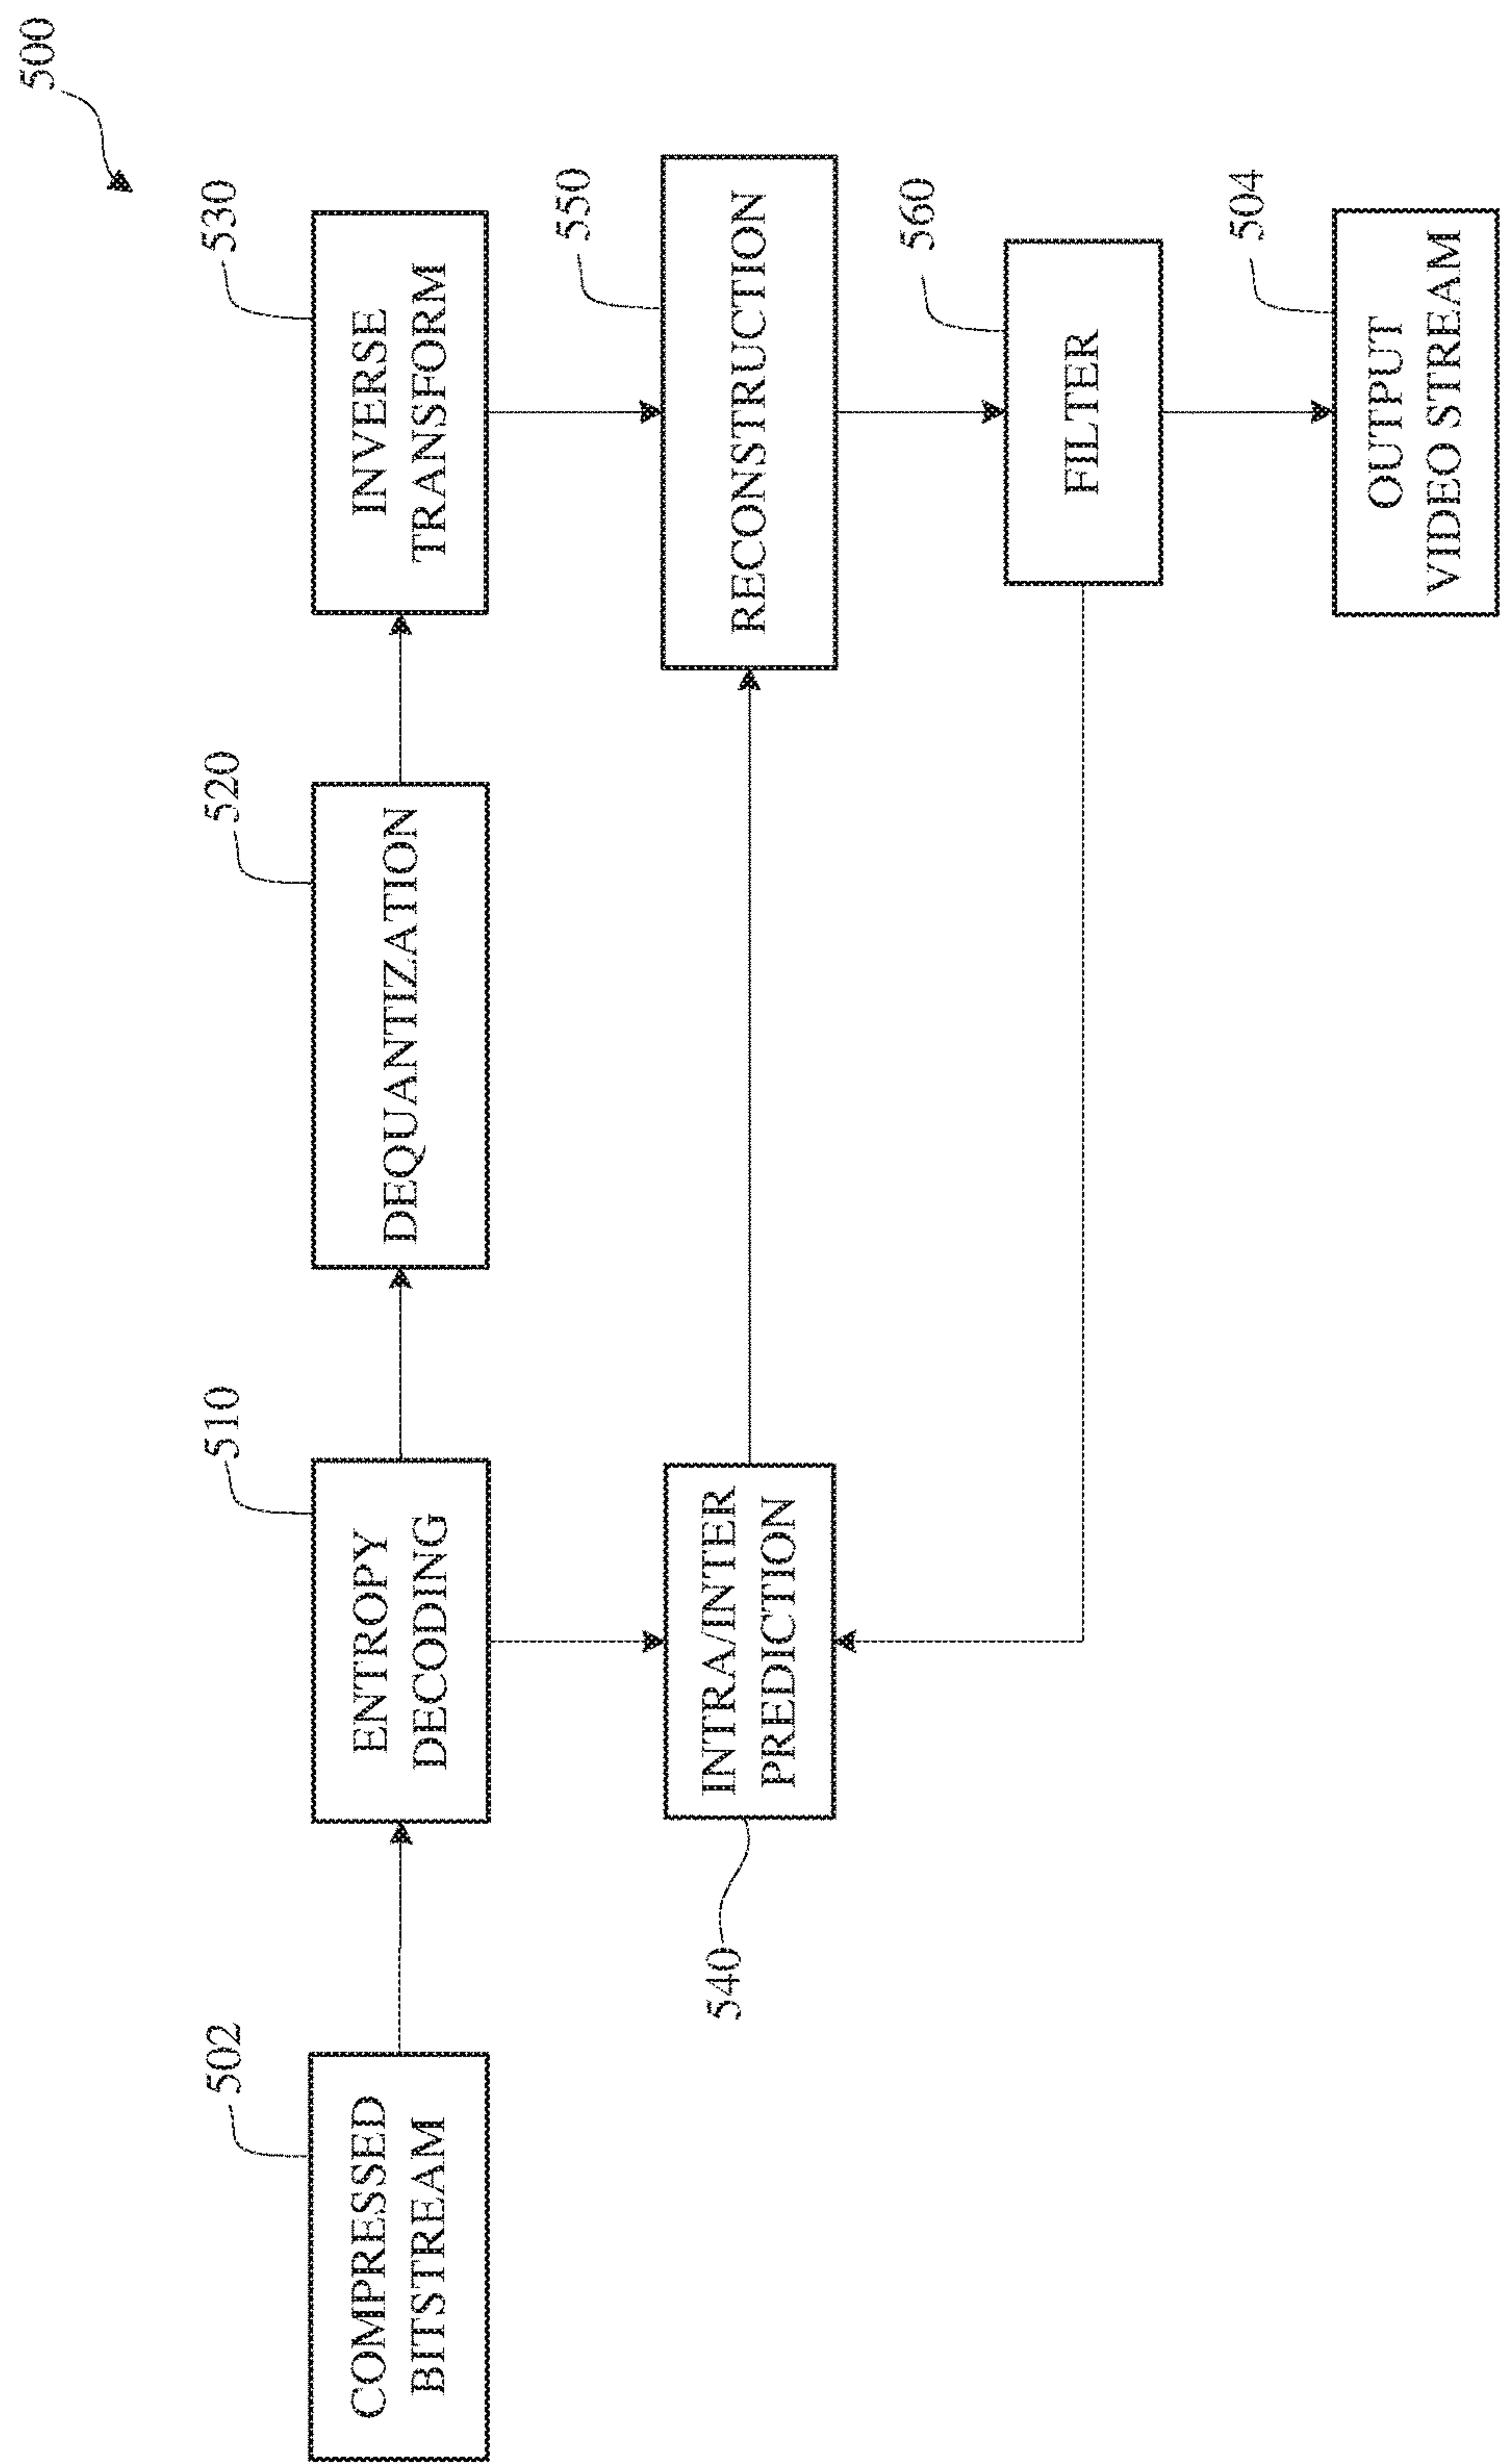 500
502
COMPRESSED
BITSTREAM
510
ENTROPY
DECODING
520
DEQUANTIZATION
530
INVERSE
TRANSFORM
540
INTRA/INTER
PREDICTION
550
RECONSTRUCTION
560
FILTER
504
OUTPUT
VIDEO STREAM